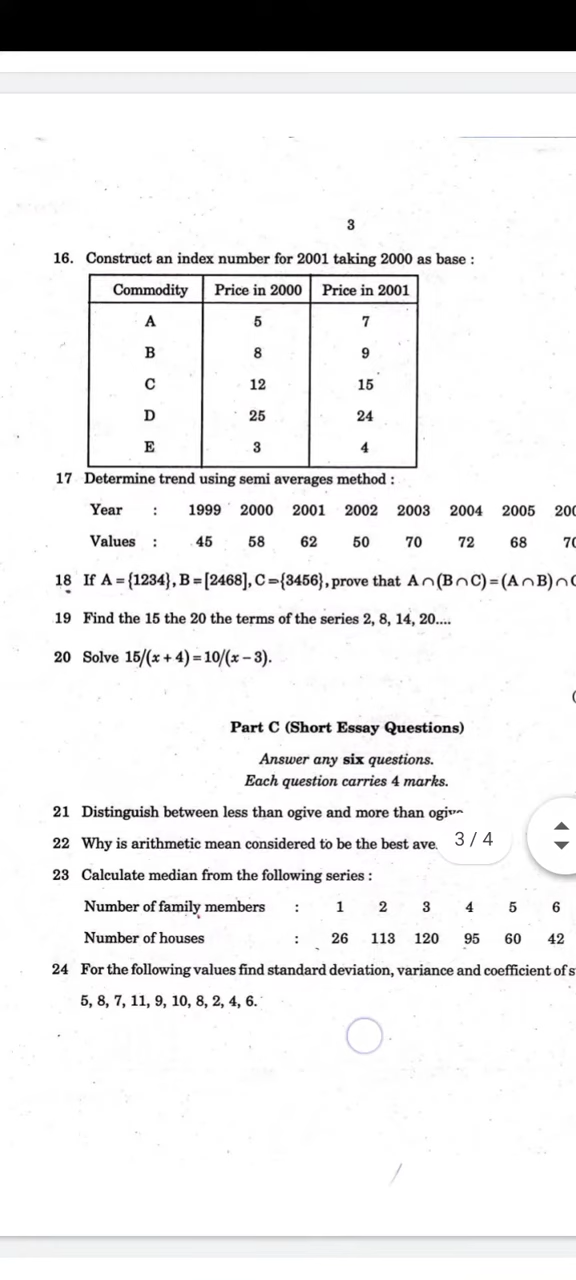 3
16. Construct an index number for 2001 taking 2000 as base :
Commodity Price in 2000 Price in 2001
A 5 7
B 8 9
C 12 15
D 25 24
E 3 4
17 Determine trend using semi averages method :
Year : 1999 2000 2001 2002 2003 2004 2005
Values : 45 58 62 50 70 72 68
18 If A = {1234}, B = [2468], C = {3456}, prove that A ∩ (B ∩ C) = (A ∩ B) ∩
19 Find the 15 the 20 the terms of the series 2, 8, 14, 20....
20 Solve 15/(x + 4) = 10/(x – 3).
Part C (Short Essay Questions)
Answer any six questions.
Each question carries 4 marks.
21 Distinguish between less than ogive and more than
22 Why is arithmetic mean considered to be the best
3 / 4
23 Calculate median from the following series :
Number of family members : 1 2 3 4 5 6
Number of houses : 26 113 120 95 60 42
24 For the following values find standard deviation, variance and coefficient of
5, 8, 7, 11, 9, 10, 8, 2, 4, 6.